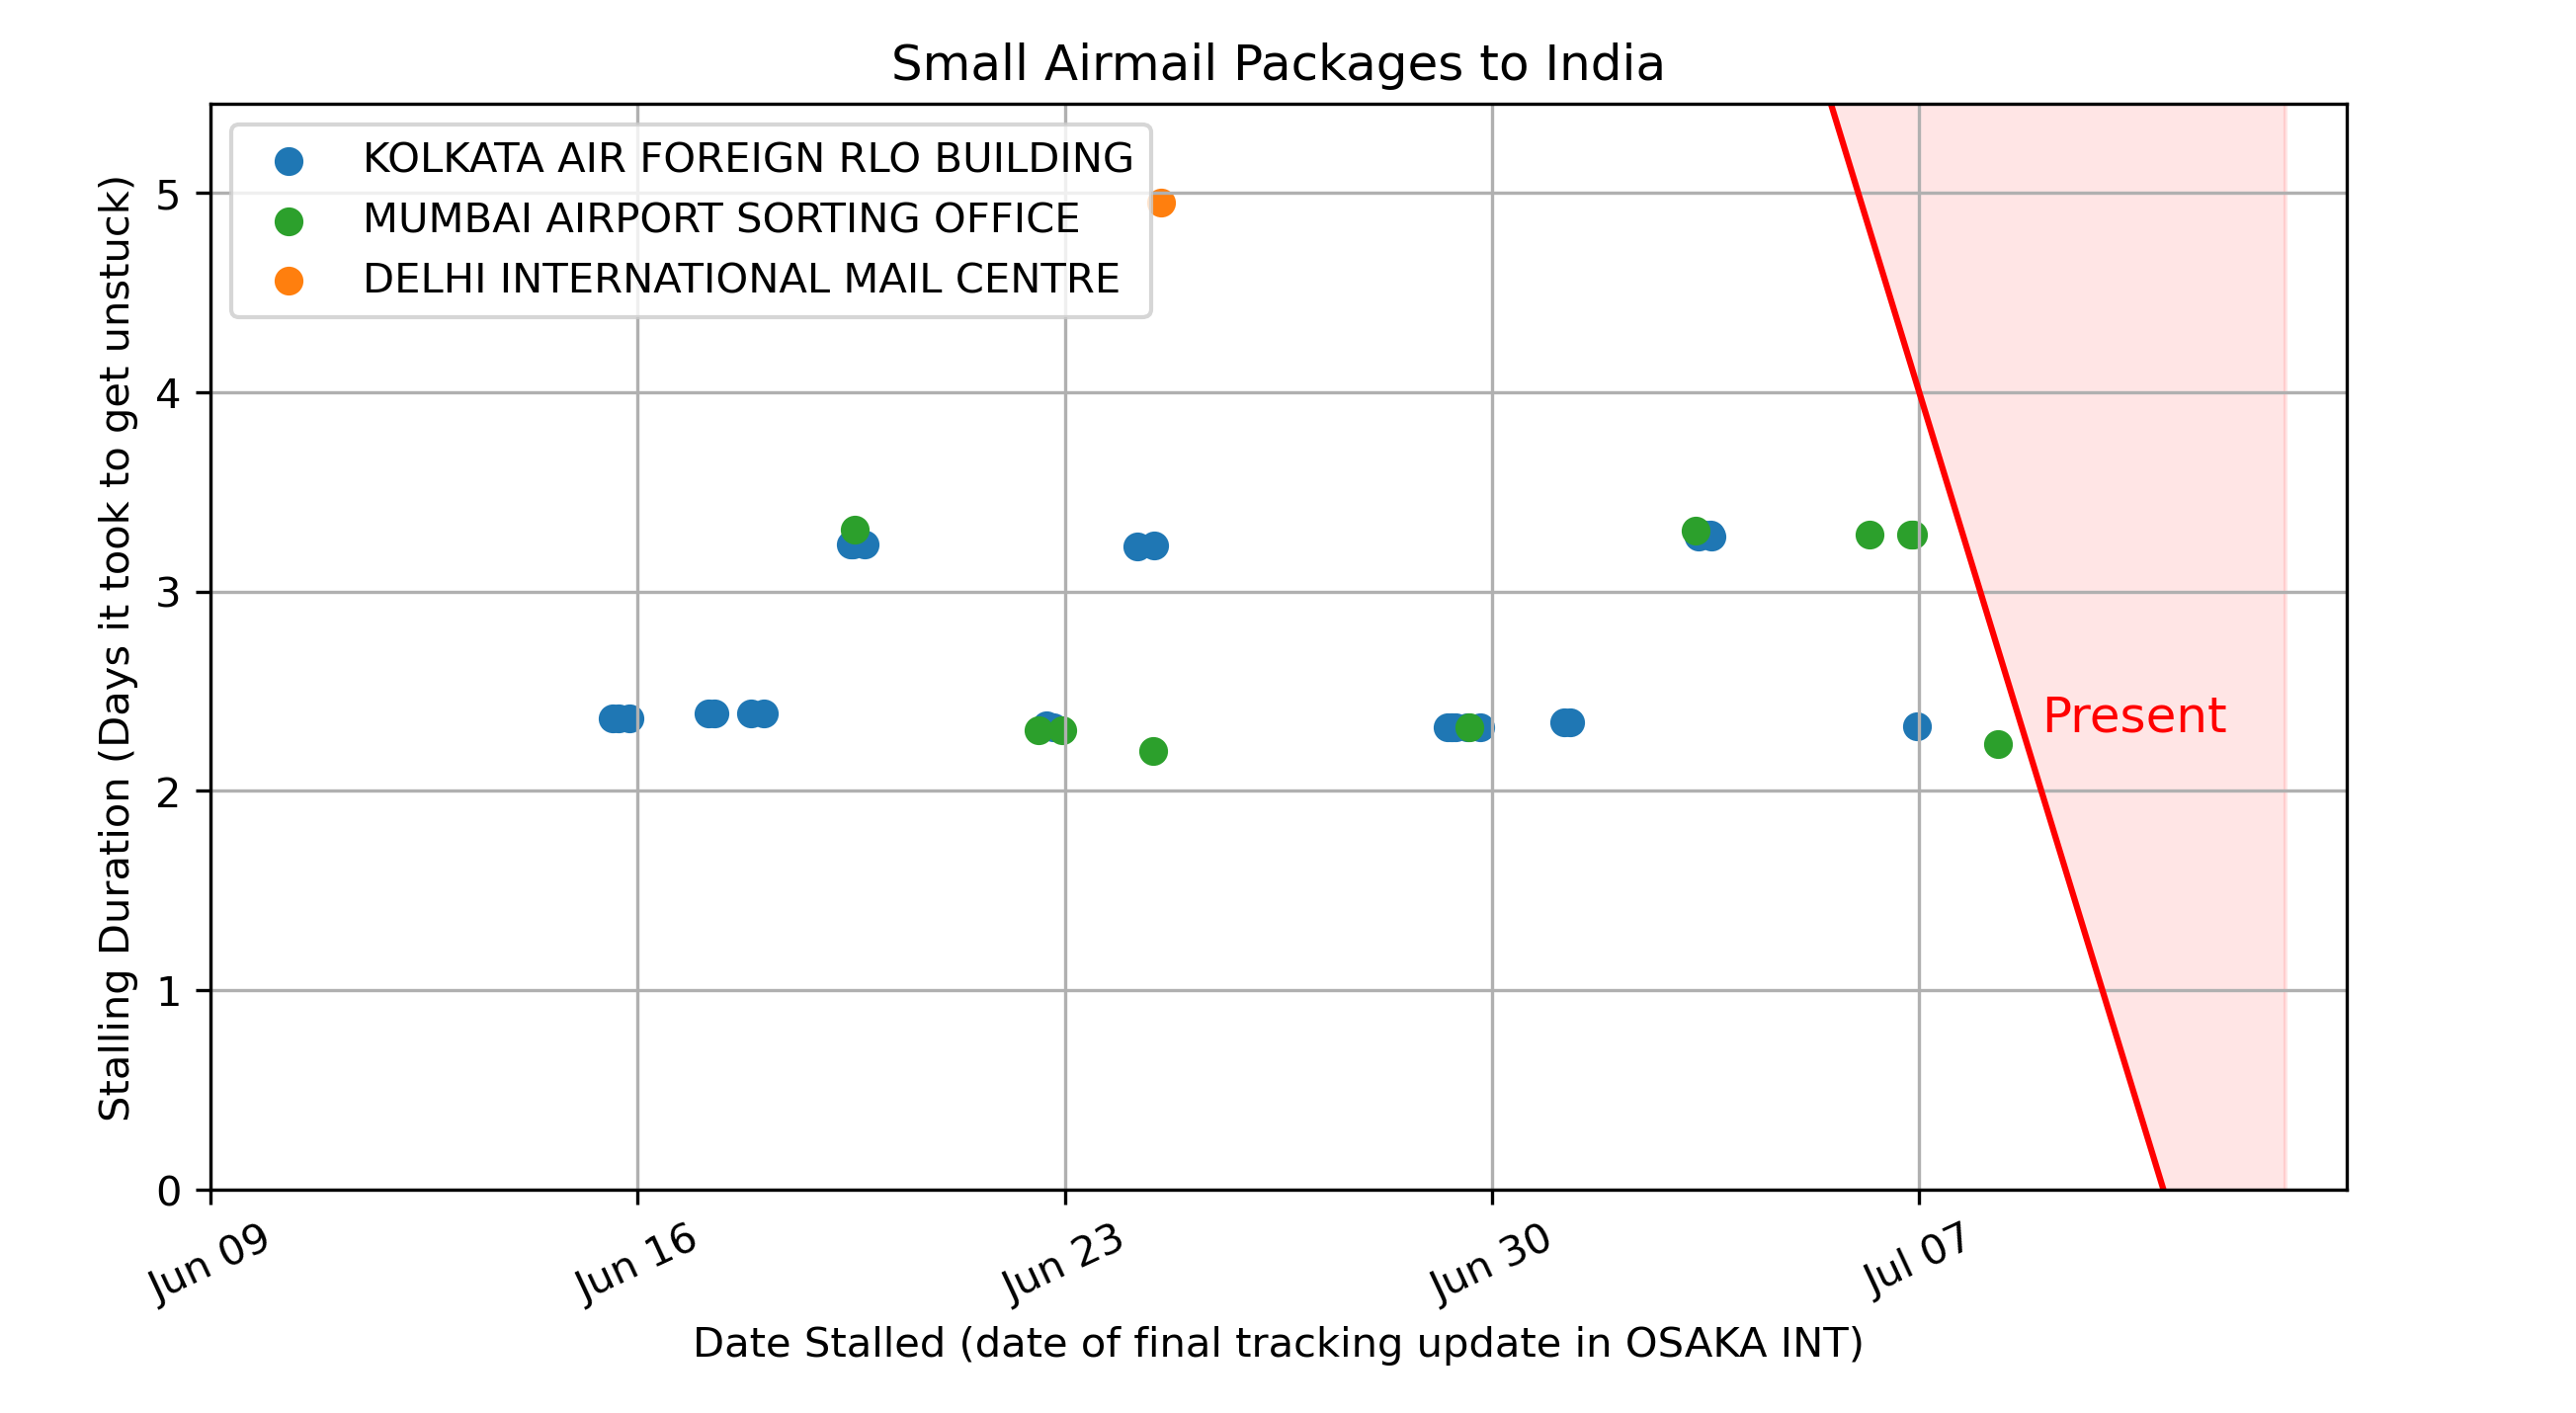 Small Airmail Packages to India
KOLKATA AIR FOREIGN RLO BUILDING
MUMBAI AIRPORT SORTING OFFICE
DELHI INTERNATIONAL MAIL CENTRE
Stalling Duration (Days it took to get unstuck)
5
4
3
2
1
0
Present
Jun 09
Jun 16
Jun 23
Jun 30
Jul 07
Date Stalled (date of final tracking update in OSAKA INT)